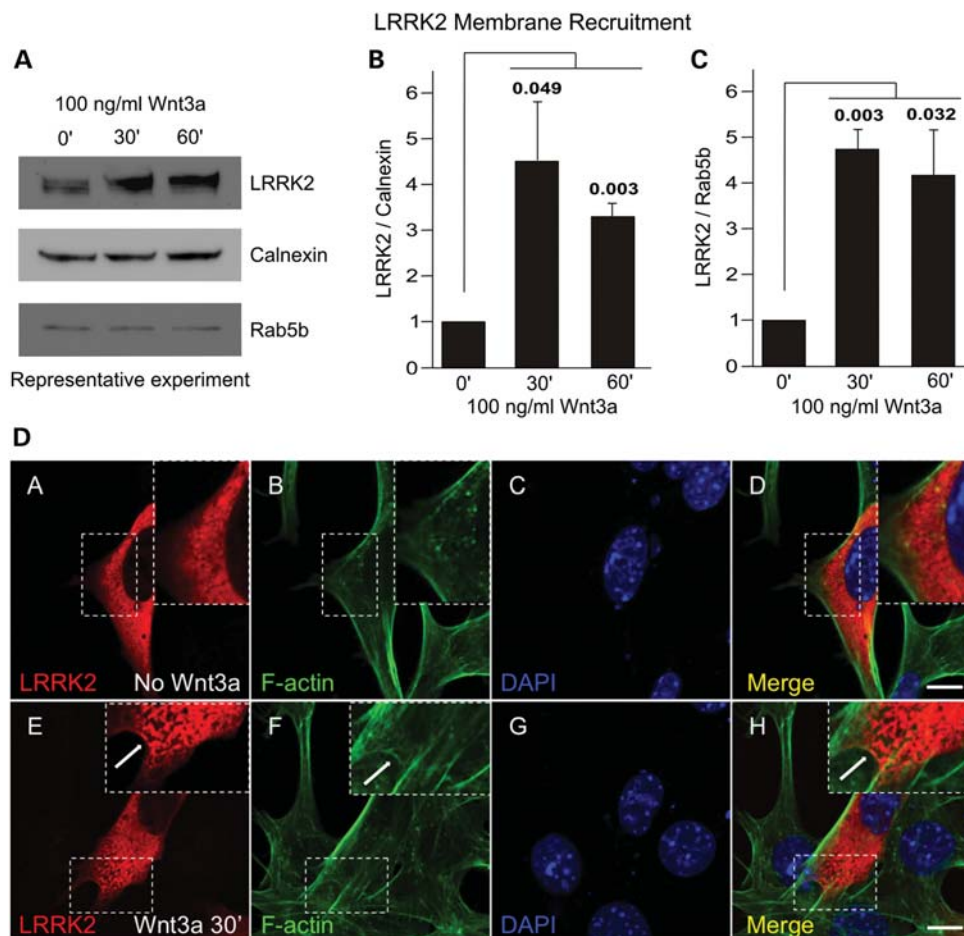 LRRK2 Membrane Recruitment
A
100 ng/ml Wnt3a
0' 30' 60'
LRRK2
Calnexin
Rab5b
Representative experiment
B
LRRK2 / Calnexin
6
5
4
3
2
1
0
0.049
0.003
0' 30' 60'
100 ng/ml Wnt3a
C
LRRK2 / Rab5b
6
5
4
3
2
1
0
0.003 0.032
0' 30' 60'
100 ng/ml Wnt3a
D
A
LRRK2 No Wnt3a
B
F-actin
C
DAPI
D
Merge
E
LRRK2 Wnt3a 30'
F
F-actin
G
DAPI
H
Merge